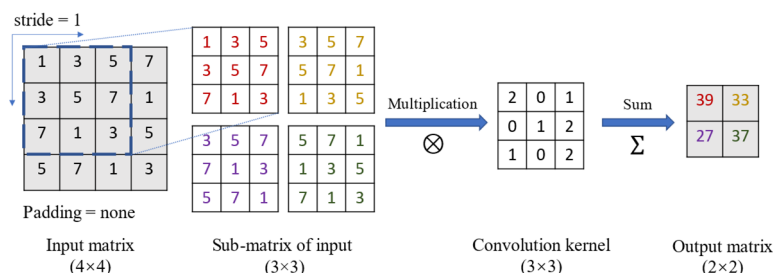 stride = 1
1 3 5 7
3 5 7 1
7 1 3 5
5 7 1 3
Padding = none
Input matrix
(4×4)
1 3 5
3 5 7
7 1 3
3 5 7
5 7 1
1 3 5
3 5 7
7 1 3
5 7 1
5 7 1
1 3 5
7 1 3
Sub-matrix of input
(3×3)
Multiplication
⊗
2 0 1
0 1 2
1 0 2
Convolution kernel
(3×3)
Sum
Σ
39 33
27 37
Output matrix
(2×2)